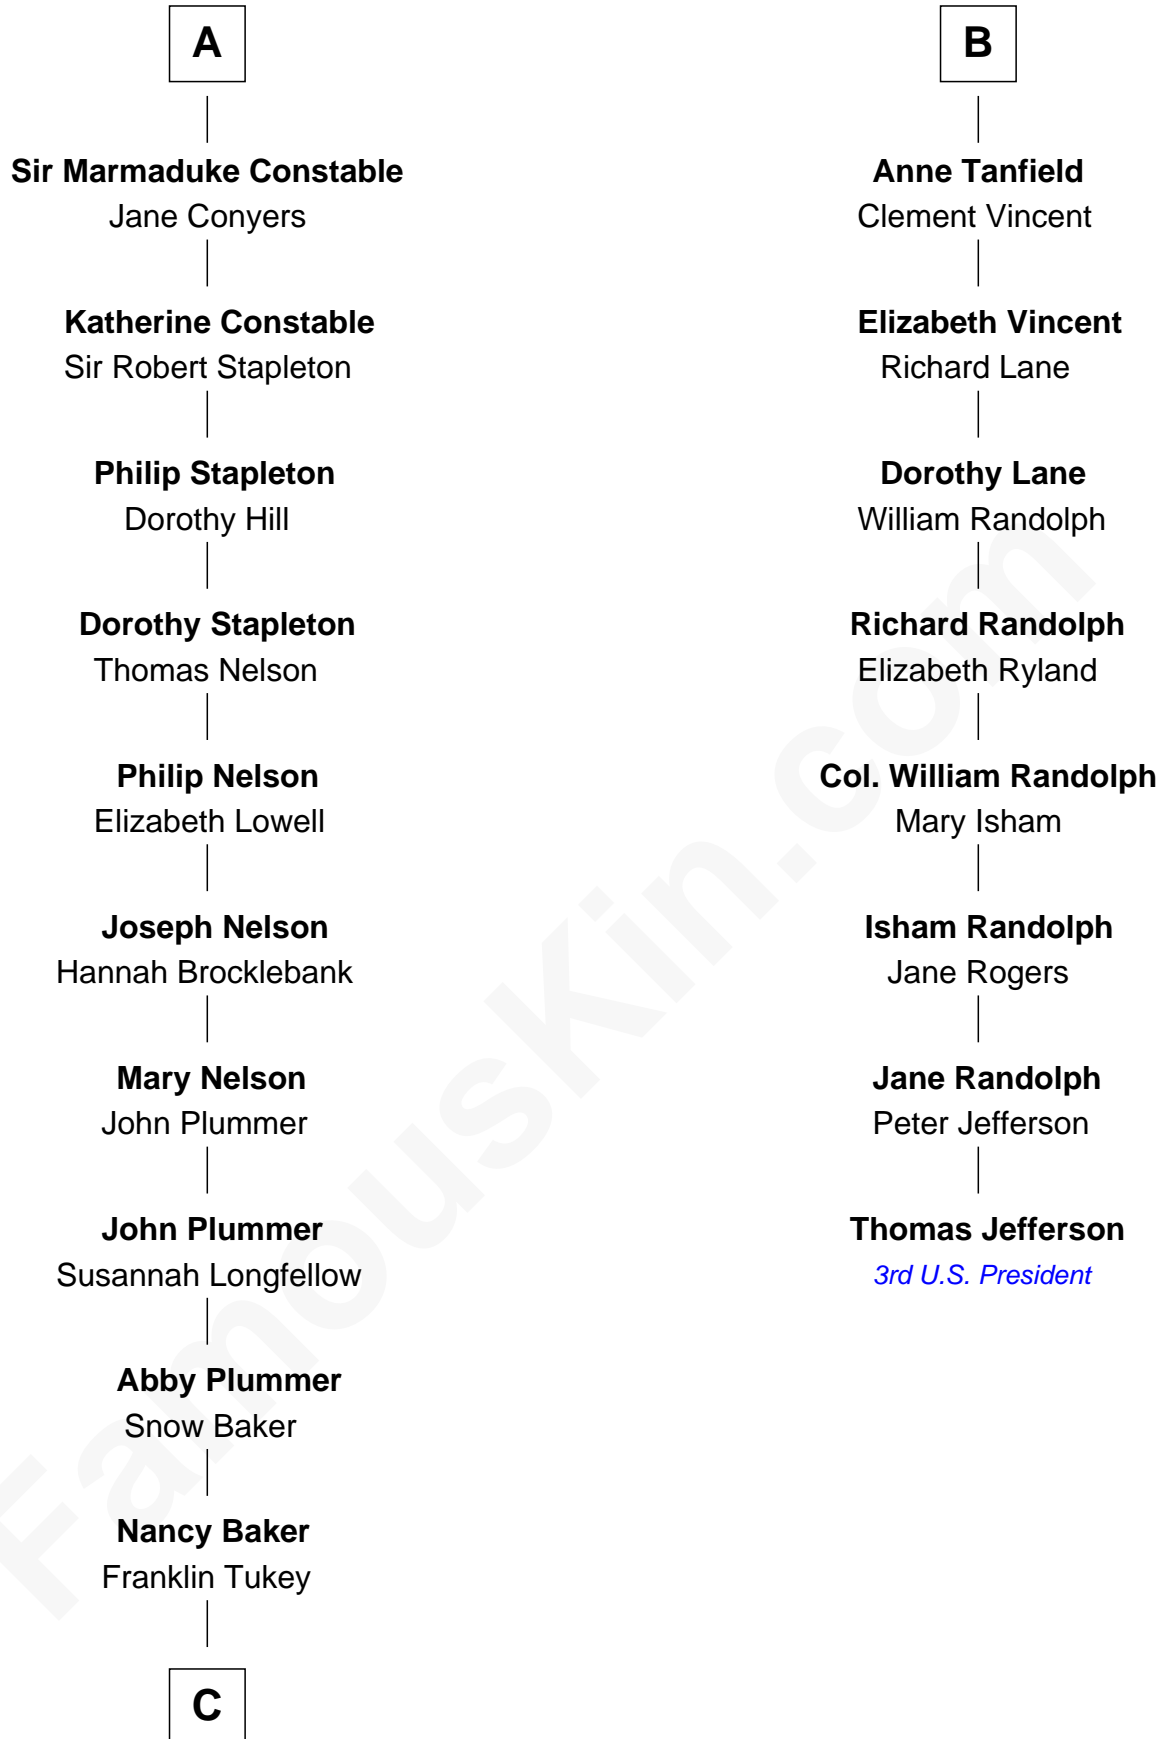 A
Sir Marmaduke Constable
Jane Conyers
Katherine Constable
Sir Robert Stapleton
Philip Stapleton
Dorothy Hill
Dorothy Stapleton
Thomas Nelson
Philip Nelson
Elizabeth Lowell
Joseph Nelson
Hannah Brocklebank
Mary Nelson
John Plummer
John Plummer
Susannah Longfellow
Abby Plummer
Snow Baker
Nancy Baker
Franklin Tukey
C
B
Anne Tanfield
Clement Vincent
Elizabeth Vincent
Richard Lane
Dorothy Lane
William Randolph
Richard Randolph
Elizabeth Ryland
Col. William Randolph
Mary Isham
Isham Randolph
Jane Rogers
Jane Randolph
Peter Jefferson
Thomas Jefferson
3rd U.S. President
FamousKin.com